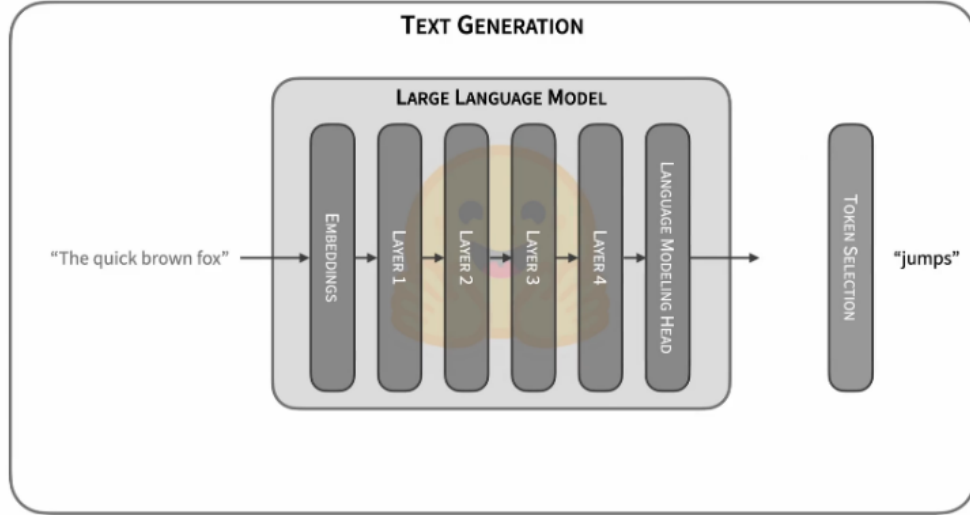 TEXT GENERATION
LARGE LANGUAGE MODEL
“The quick brown fox”
EMBEDDINGS
LAYER 1
LAYER 2
LAYER 3
LAYER 4
LANGUAGE MODELING HEAD
TOKEN SELECTION
“jumps”